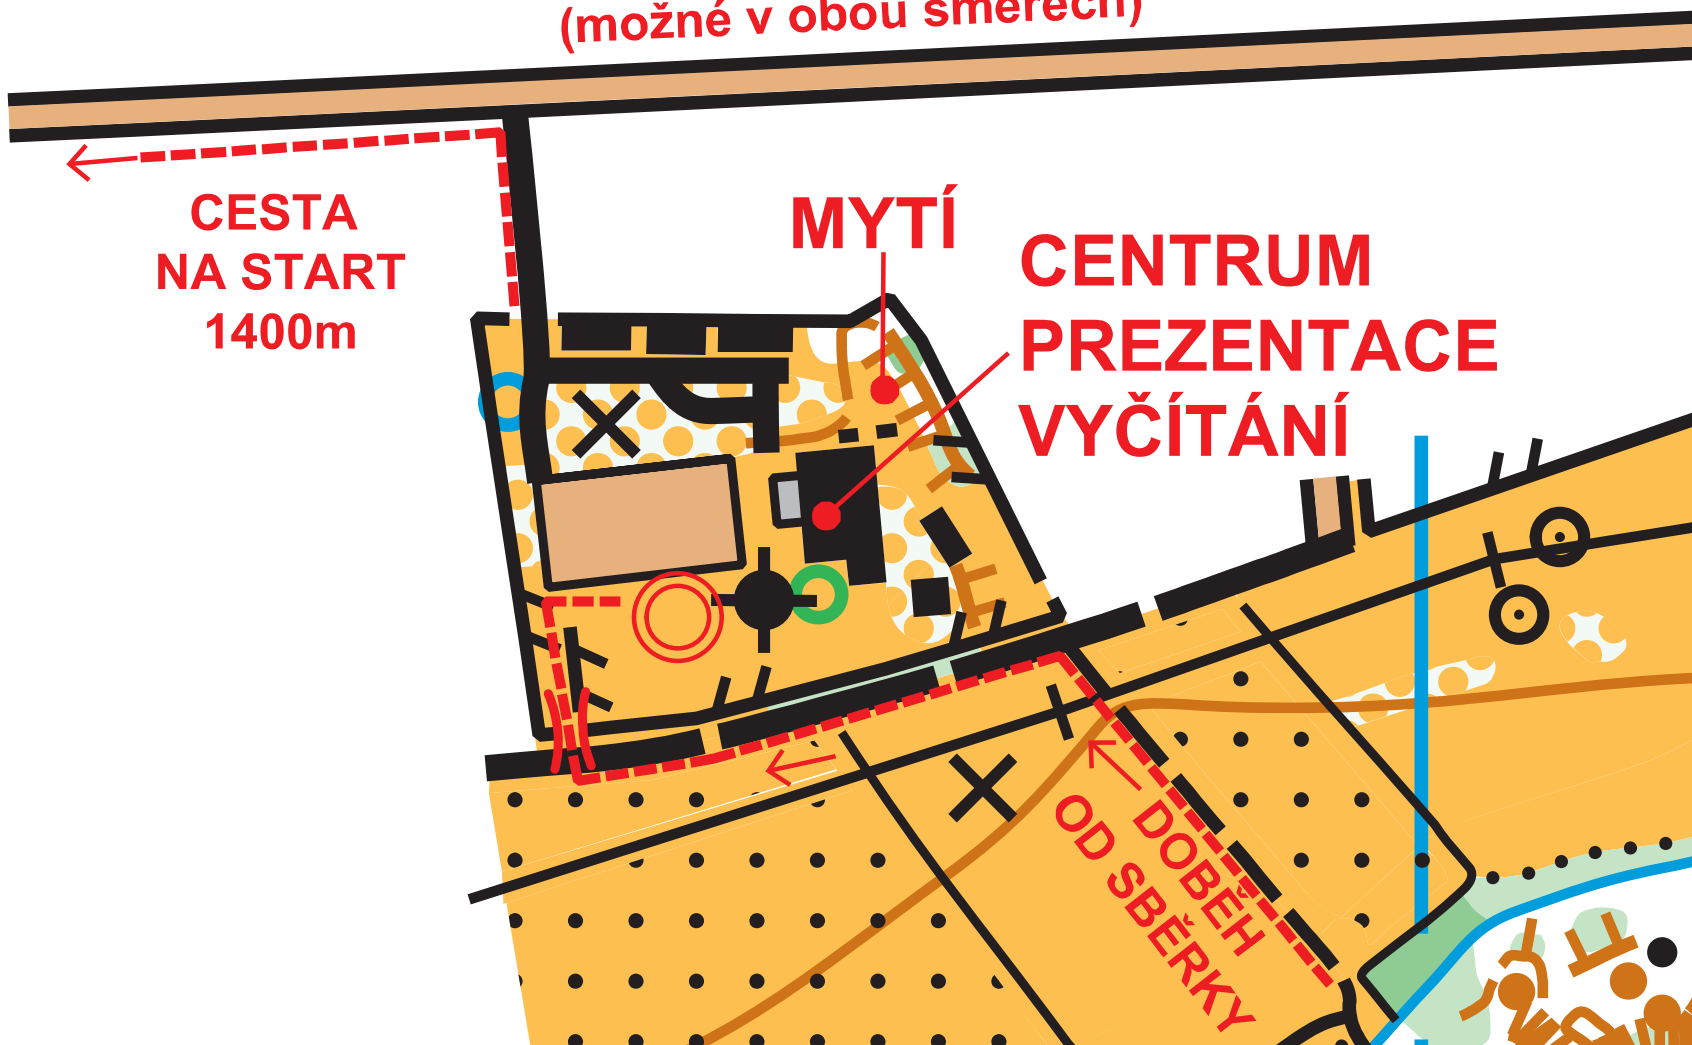 (možné v obou směrech)
CESTA
NA START
1400m
MYTÍ
CENTRUM
PREZENTACE
VYČÍTÁNÍ
DOBĚH
OD SBĚRKY